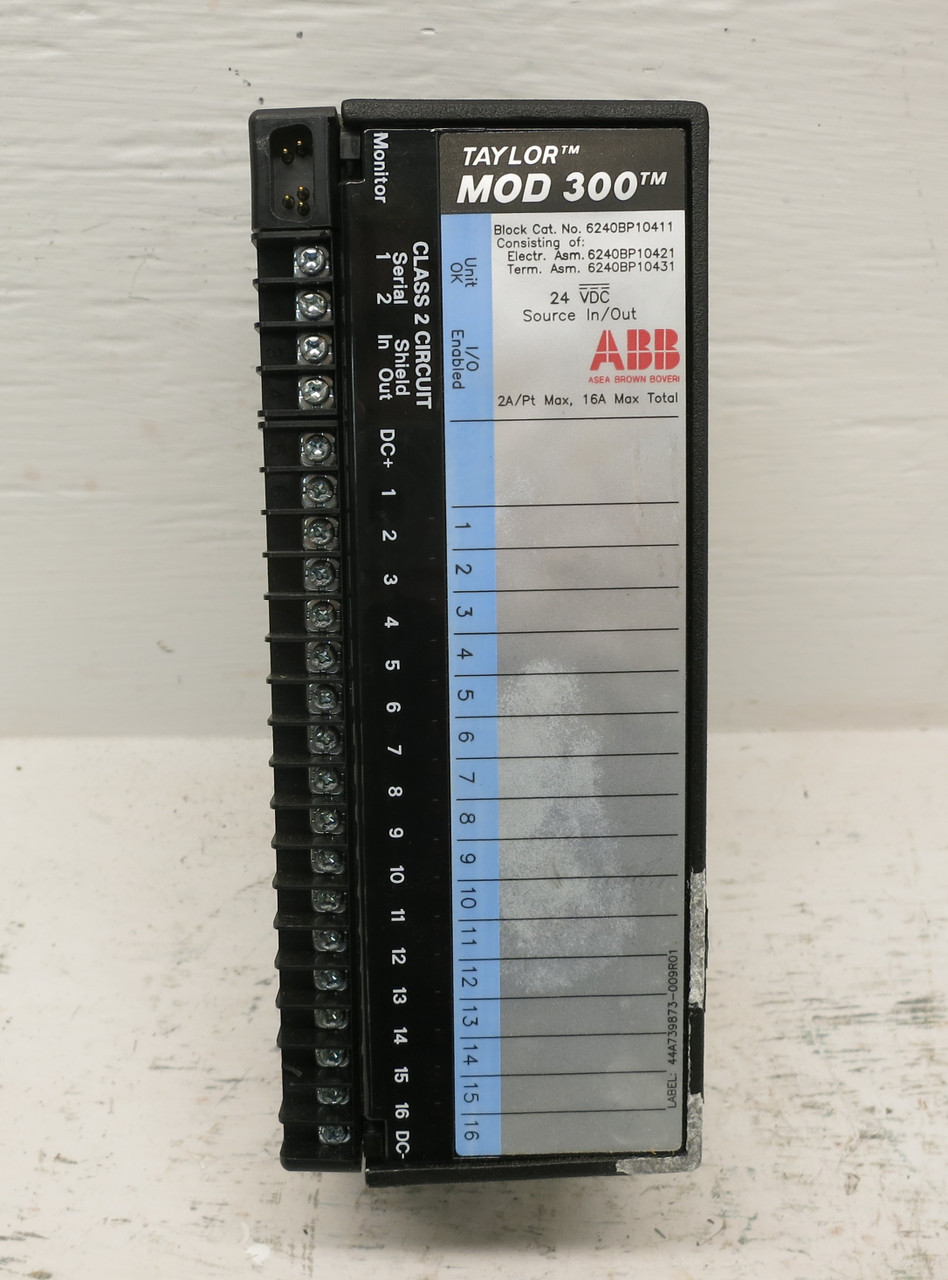 TAYLOR™
MOD 300™
Block Cat. No. 6240BP10411
Consisting of:
Electr. Asm. 6240BP10421
Term. Asm. 6240BP10431
24 VDC
Source In/Out
ABB
ASEA BROWN BOVERI
2A/Pt Max, 16A Max Total
Unit
OK
I/O
Enabled
1
2
3
4
5
6
7
8
9
10
11
12
13
14
15
16
LABEL: 44A739873-009R01
Monitor
CLASS 2 CIRCUIT
Serial
1 2
Shield
In Out
DC+
1
2
3
4
5
6
7
8
9
10
11
12
13
14
15
16
DC-